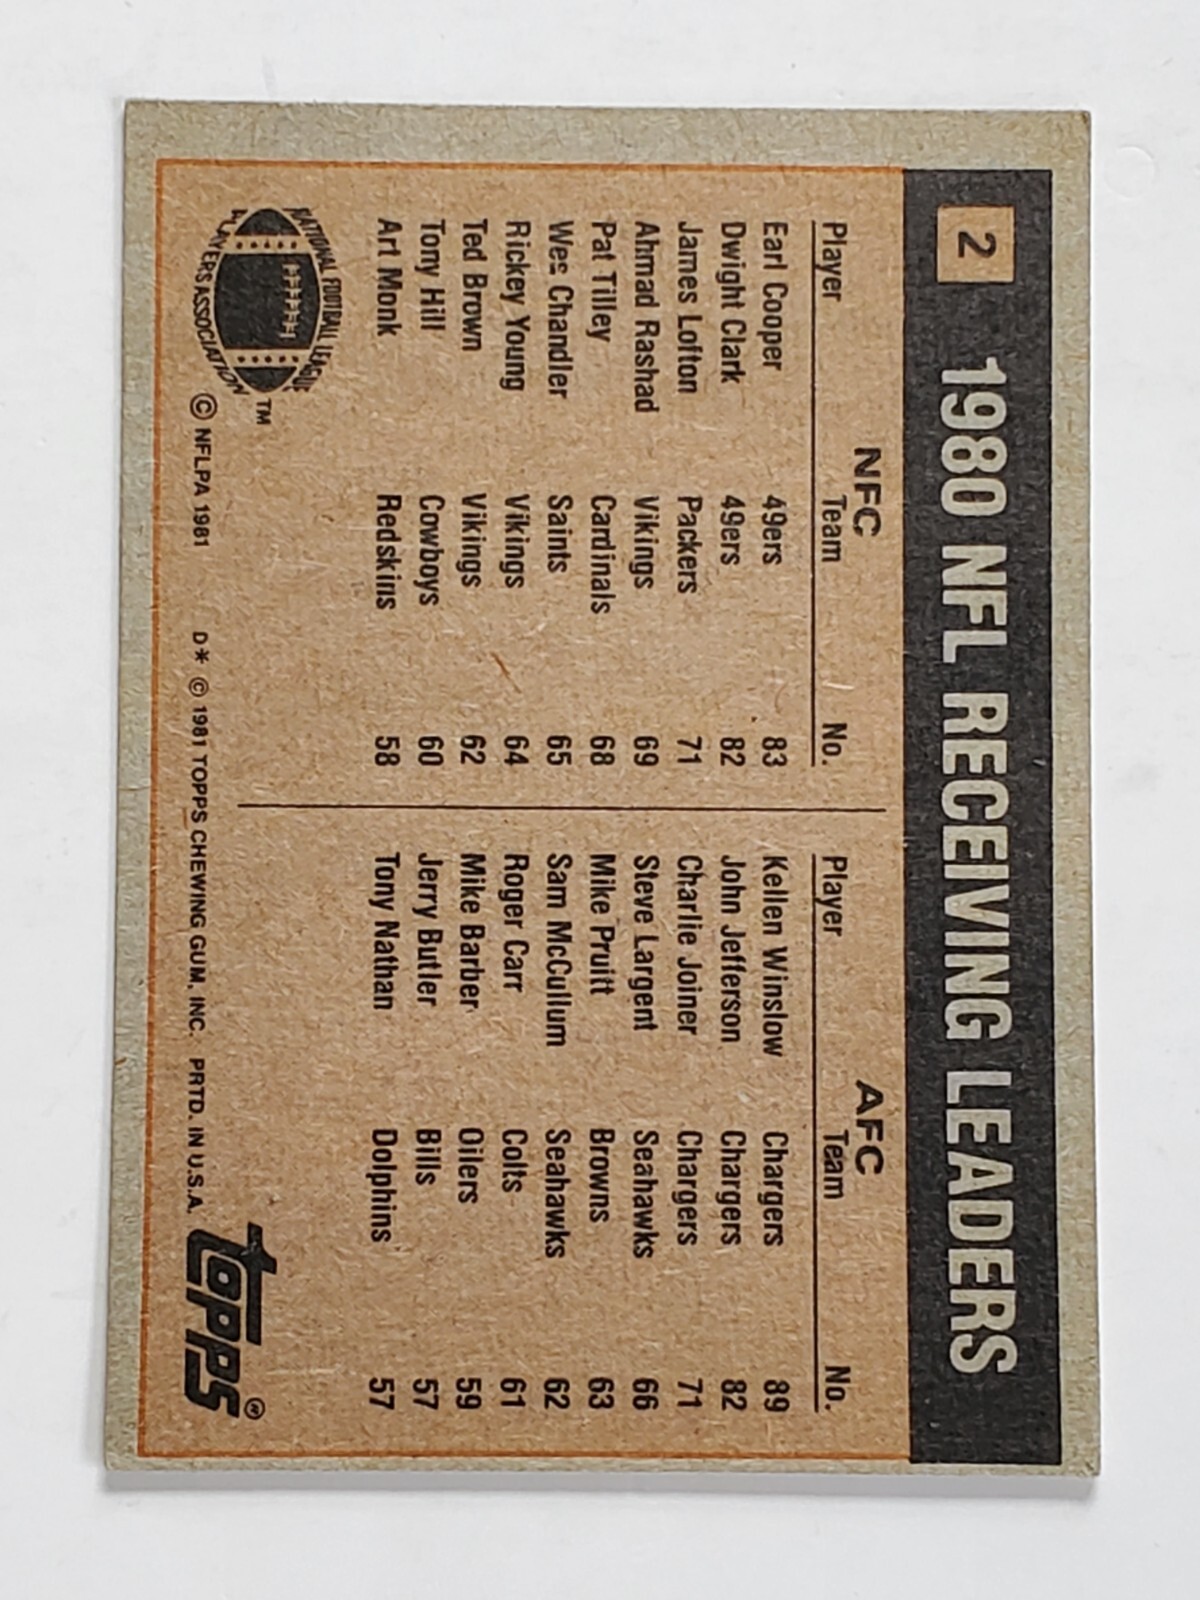 2 1980 NFL RECEIVING LEADERS
NFC
Player Team No.
Earl Cooper 49ers 83
Dwight Clark 49ers 82
James Lofton Packers 71
Ahmad Rashad Vikings 69
Pat Tilley Cardinals 68
Wes Chandler Saints 65
Rickey Young Vikings 64
Ted Brown Vikings 62
Tony Hill Cowboys 60
Art Monk Redskins 58
AFC
Player Team No.
Kellen Winslow Chargers 89
John Jefferson Chargers 82
Charlie Joiner Chargers 71
Steve Largent Seahawks 66
Mike Pruitt Browns 63
Sam McCullum Seahawks 62
Roger Carr Colts 61
Mike Barber Oilers 59
Jerry Butler Bills 57
Tony Nathan Dolphins 57
NATIONAL FOOTBALL LEAGUE
PLAYERS ASSOCIATION
TM
© NFLPA 1981 D* © 1981 TOPPS CHEWING GUM, INC. PRTD. IN U.S.A.
TOPPS®